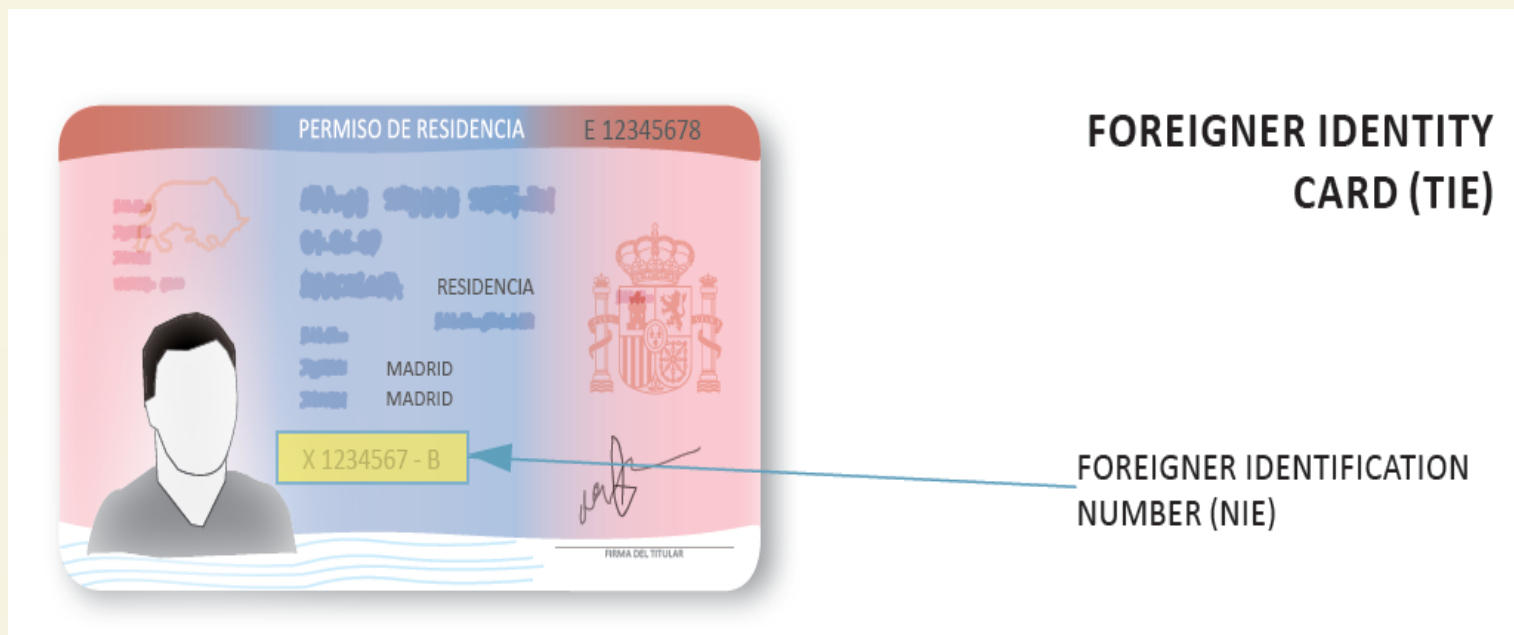 PERMISO DE RESIDENCIA E 12345678
RESIDENCIA
MADRID
MADRID
X 1234567 - B
FIRMA DEL TITULAR
FOREIGNER IDENTITY
CARD (TIE)
FOREIGNER IDENTIFICATION
NUMBER (NIE)